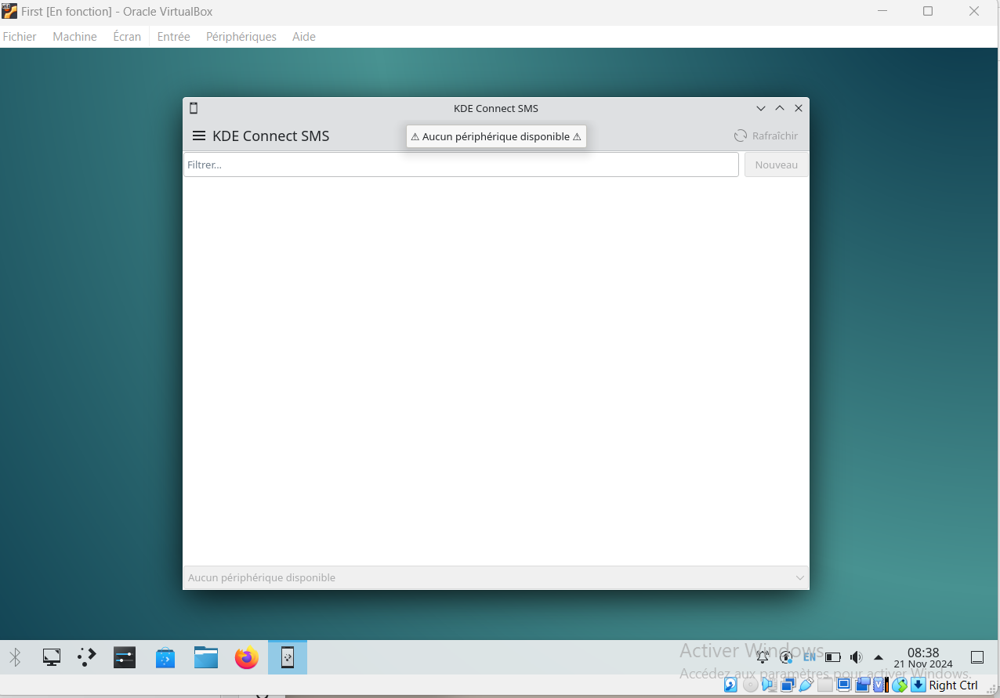 First [En fonction] - Oracle VirtualBox
Fichier Machine Écran Entrée Périphériques Aide
KDE Connect SMS
KDE Connect SMS
⚠ Aucun périphérique disponible ⚠
Rafraîchir
Filtrer...
Nouveau
Aucun périphérique disponible
Activer Windows
Accédez aux paramètres pour activer Windows.
EN
08:38
21 Nov 2024
Right Ctrl